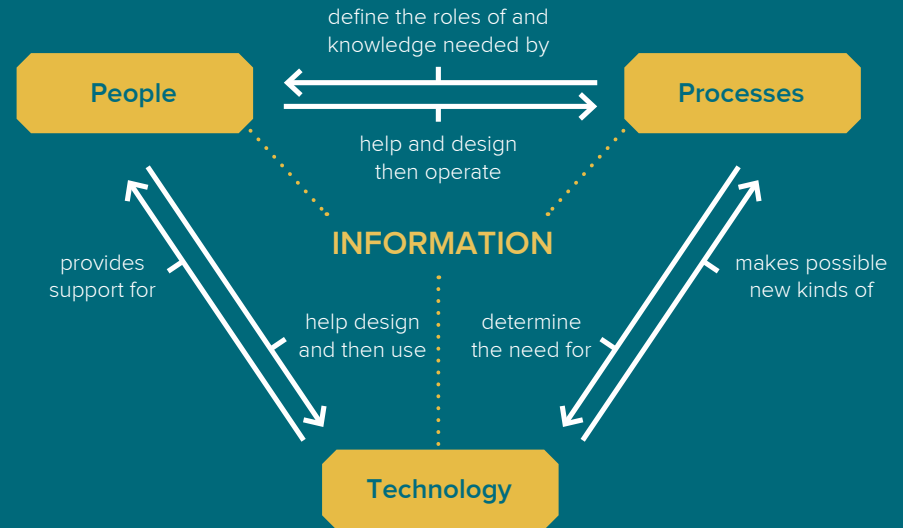 define the roles of and
knowledge needed by
People
Processes
help and design
then operate
INFORMATION
provides
support for
makes possible
new kinds of
help design
and then use
determine
the need for
Technology